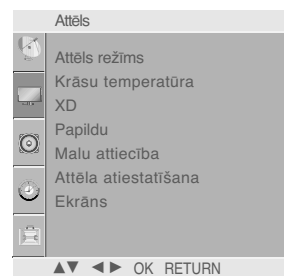 Attēls
Attēls režīms
Krāsu temperatūra
XD
Papildu
Malu attiecība
Attēla atiestatīšana
Ekrāns
▲▼ ◄► OK RETURN